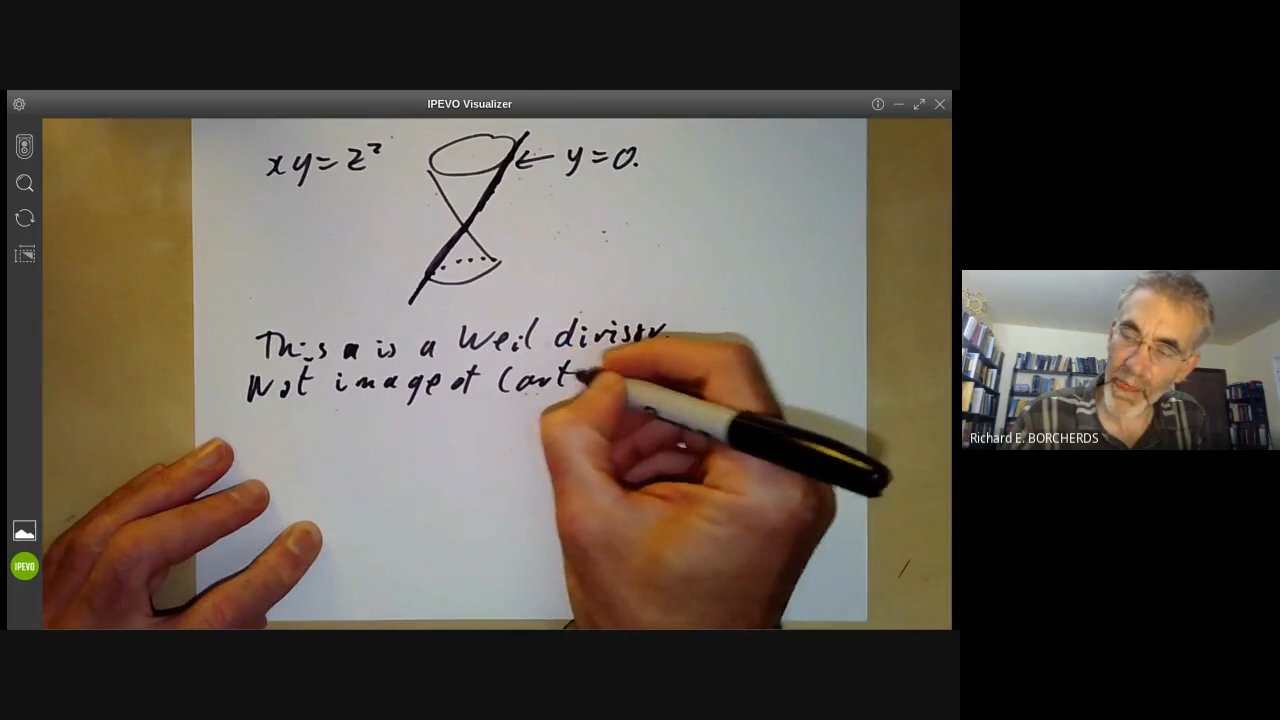 IPEVO Visualizer
xy=z² ← y=0.
This is a Weil divisor
Not image of Cart
IPEVO
Richard E. BORCHERDS